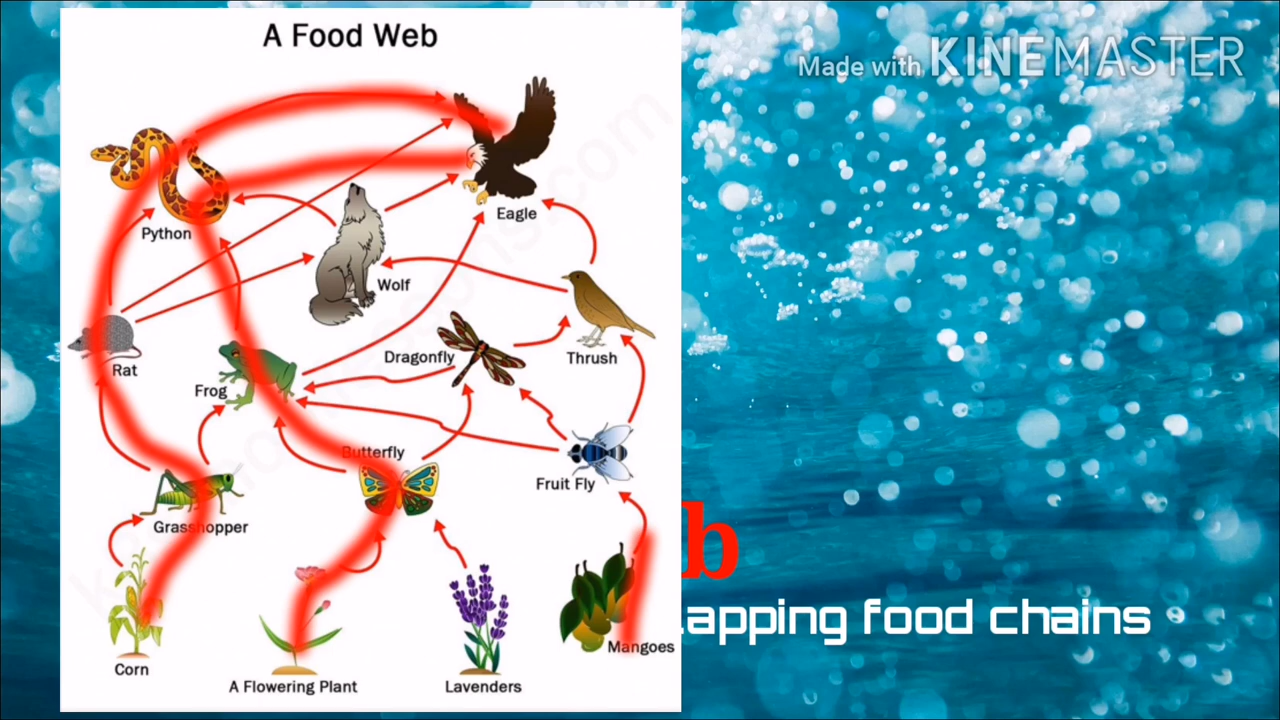 A Food Web
Made with KINEMASTER
Python
Eagle
Wolf
Rat
Frog
Dragonfly
Thrush
Butterfly
Grasshopper
Fruit Fly
Corn
A Flowering Plant
Lavenders
Mangoes
b
apping food chains